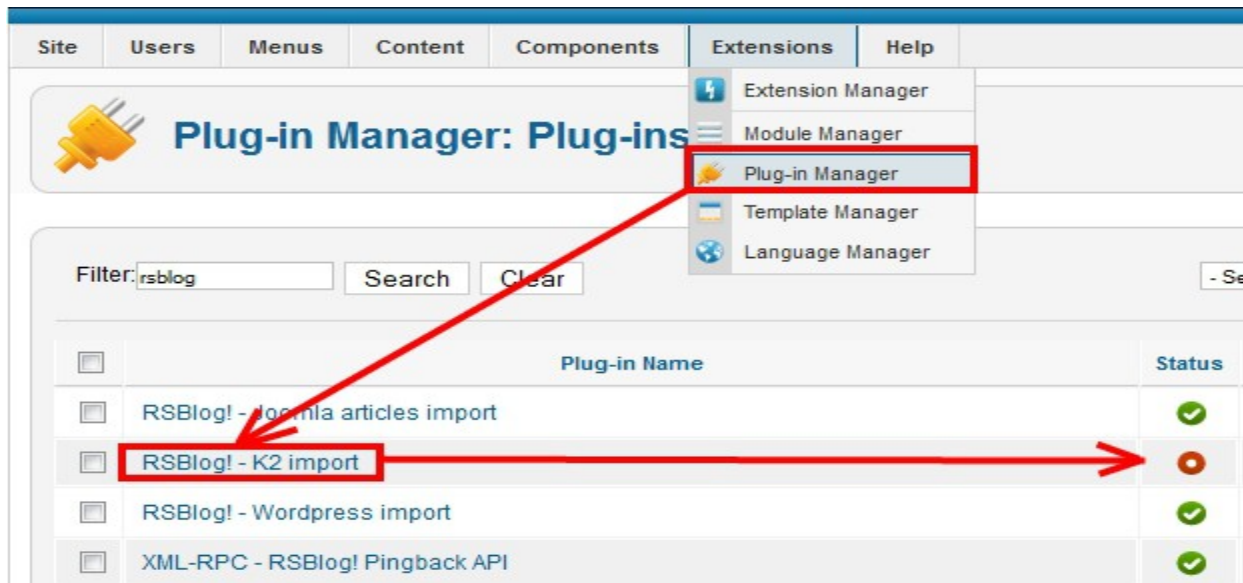 Site Users Menus Content Components Extensions Help
Extension Manager
Plug-in Manager: Plug-ins
Module Manager
Plug-in Manager
Template Manager
Language Manager
Filter: rsblog Search Clear - Se
Plug-in Name Status
RSBlog! - Joomla articles import
RSBlog! - K2 import
RSBlog! - Wordpress import
XML-RPC - RSBlog! Pingback API